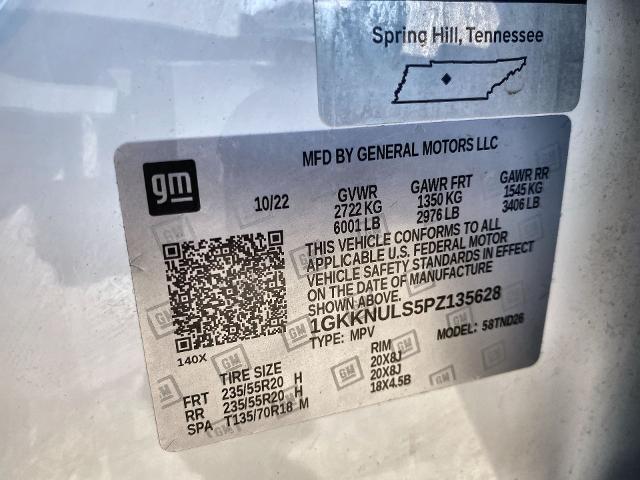 Spring Hill, Tennessee
MFD BY GENERAL MOTORS LLC
gm
10/22 GVWR GAWR FRT GAWR RR
2722 KG 1350 KG 1545 KG
6001 LB 2976 LB 3406 LB
THIS VEHICLE CONFORMS TO ALL
APPLICABLE U.S. FEDERAL MOTOR
VEHICLE SAFETY STANDARDS IN EFFECT
ON THE DATE OF MANUFACTURE
SHOWN ABOVE.
1GKKNULS5PZ135628
TYPE: MPV MODEL: 58TND26
140X
TIRE SIZE RIM
FRT 235/55R20 H 20X8J
RR 235/55R20 H 20X8J
SPA T135/70R18 M 18X4.5B